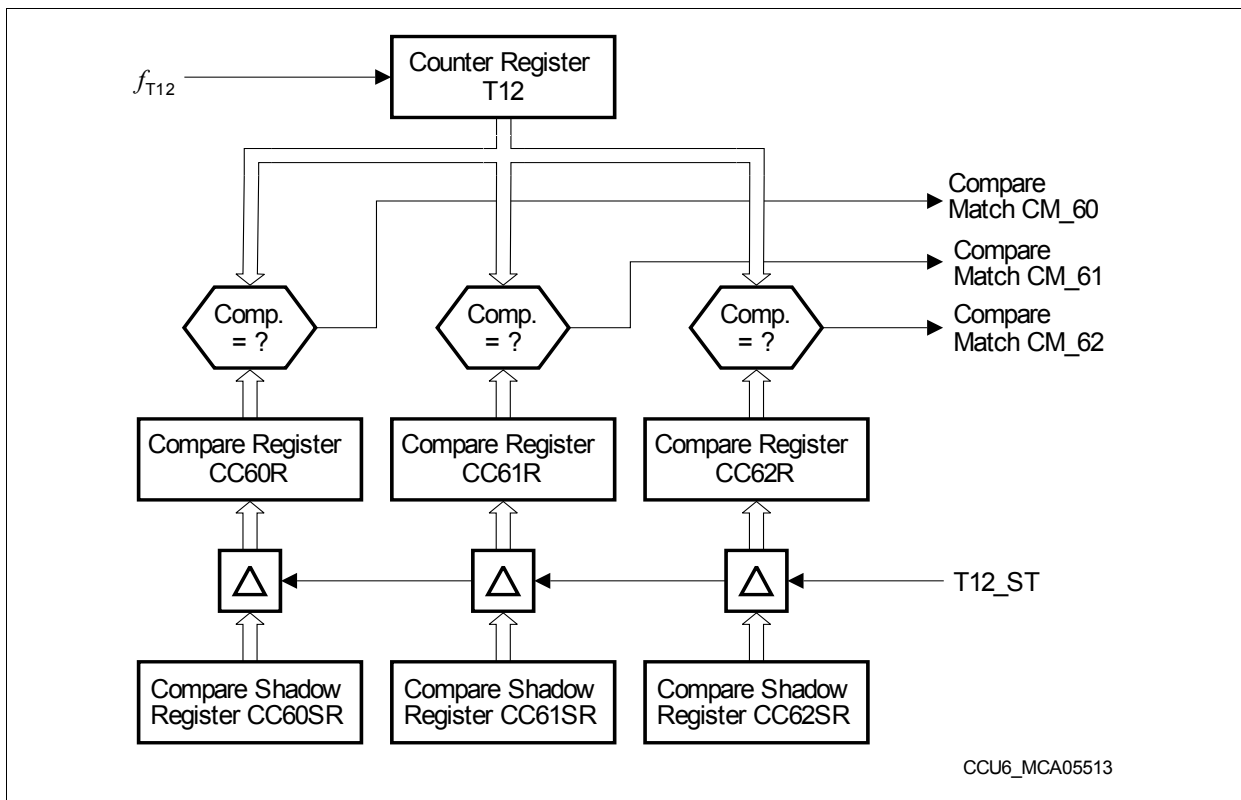 Counter Register
T12
fT12
Compare
Match CM_60
Compare
Match CM_61
Compare
Match CM_62
Comp.
= ?
Comp.
= ?
Comp.
= ?
Compare Register
CC60R
Compare Register
CC61R
Compare Register
CC62R
T12_ST
Compare Shadow
Register CC60SR
Compare Shadow
Register CC61SR
Compare Shadow
Register CC62SR
CCU6_MCA05513